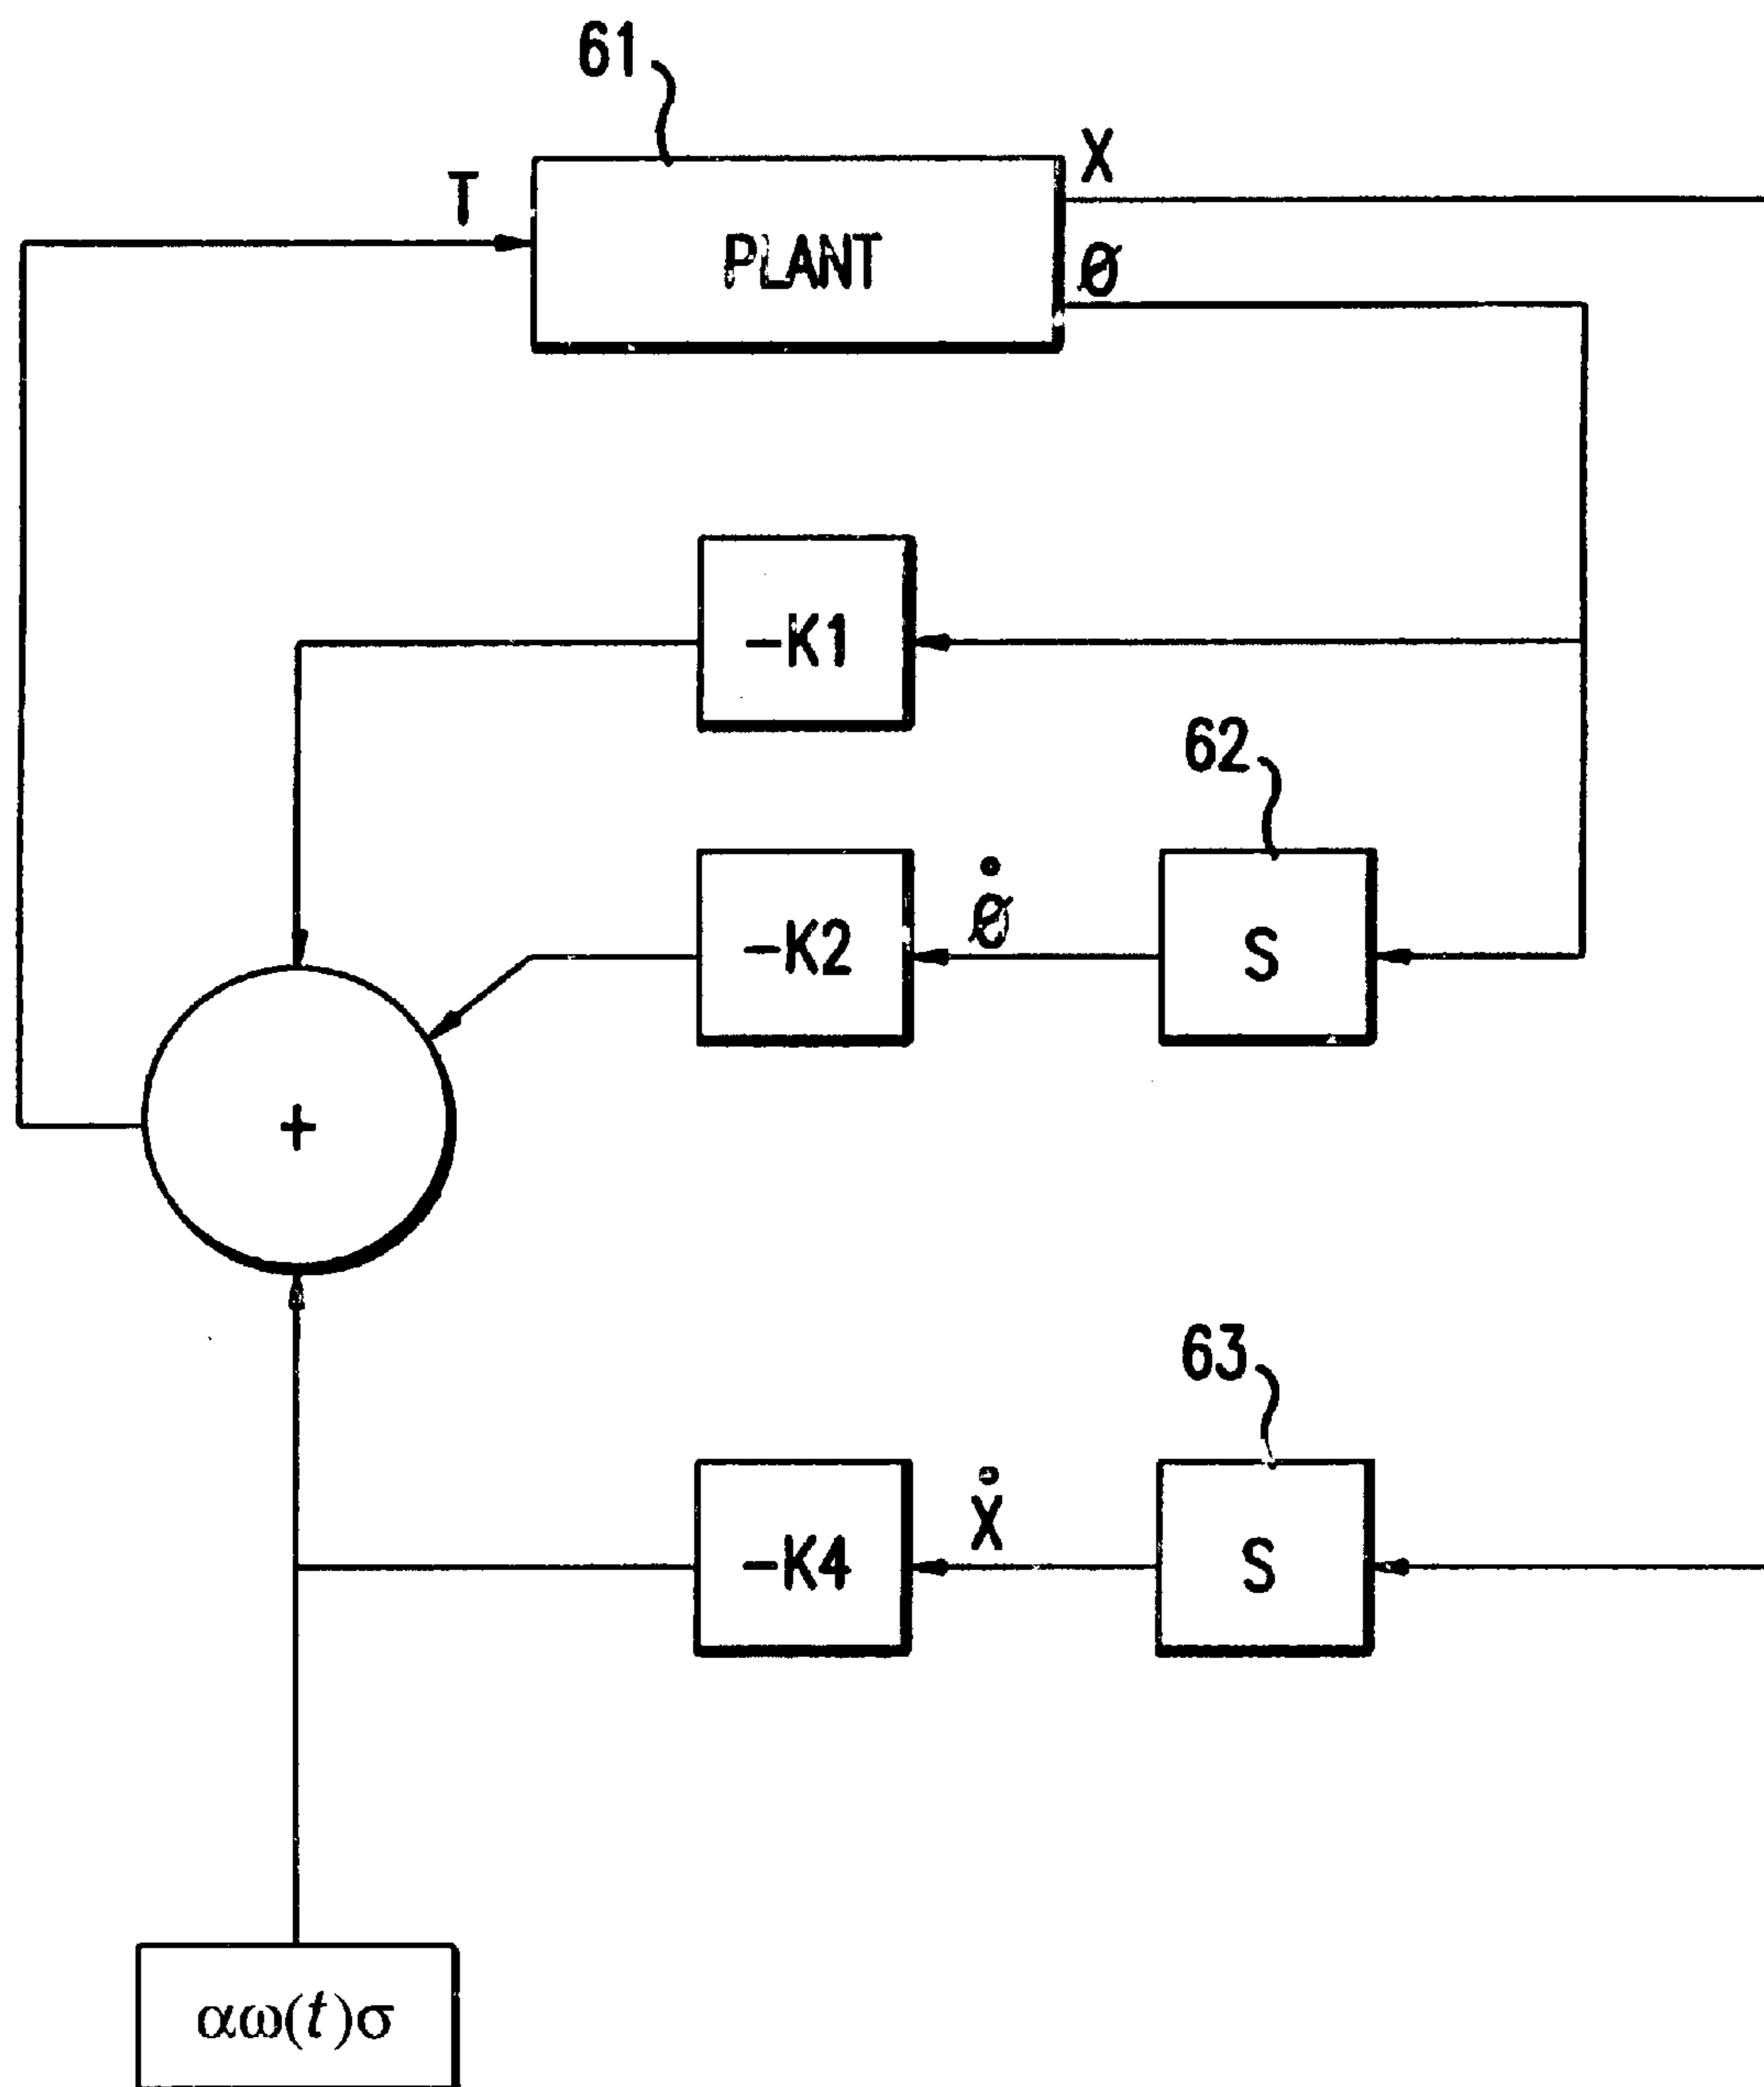 61
T
X
PLANT
Ø
-K1
62
-K2
Ø̇
S
+
63
-K4
Ẋ
S
αω(t)σ